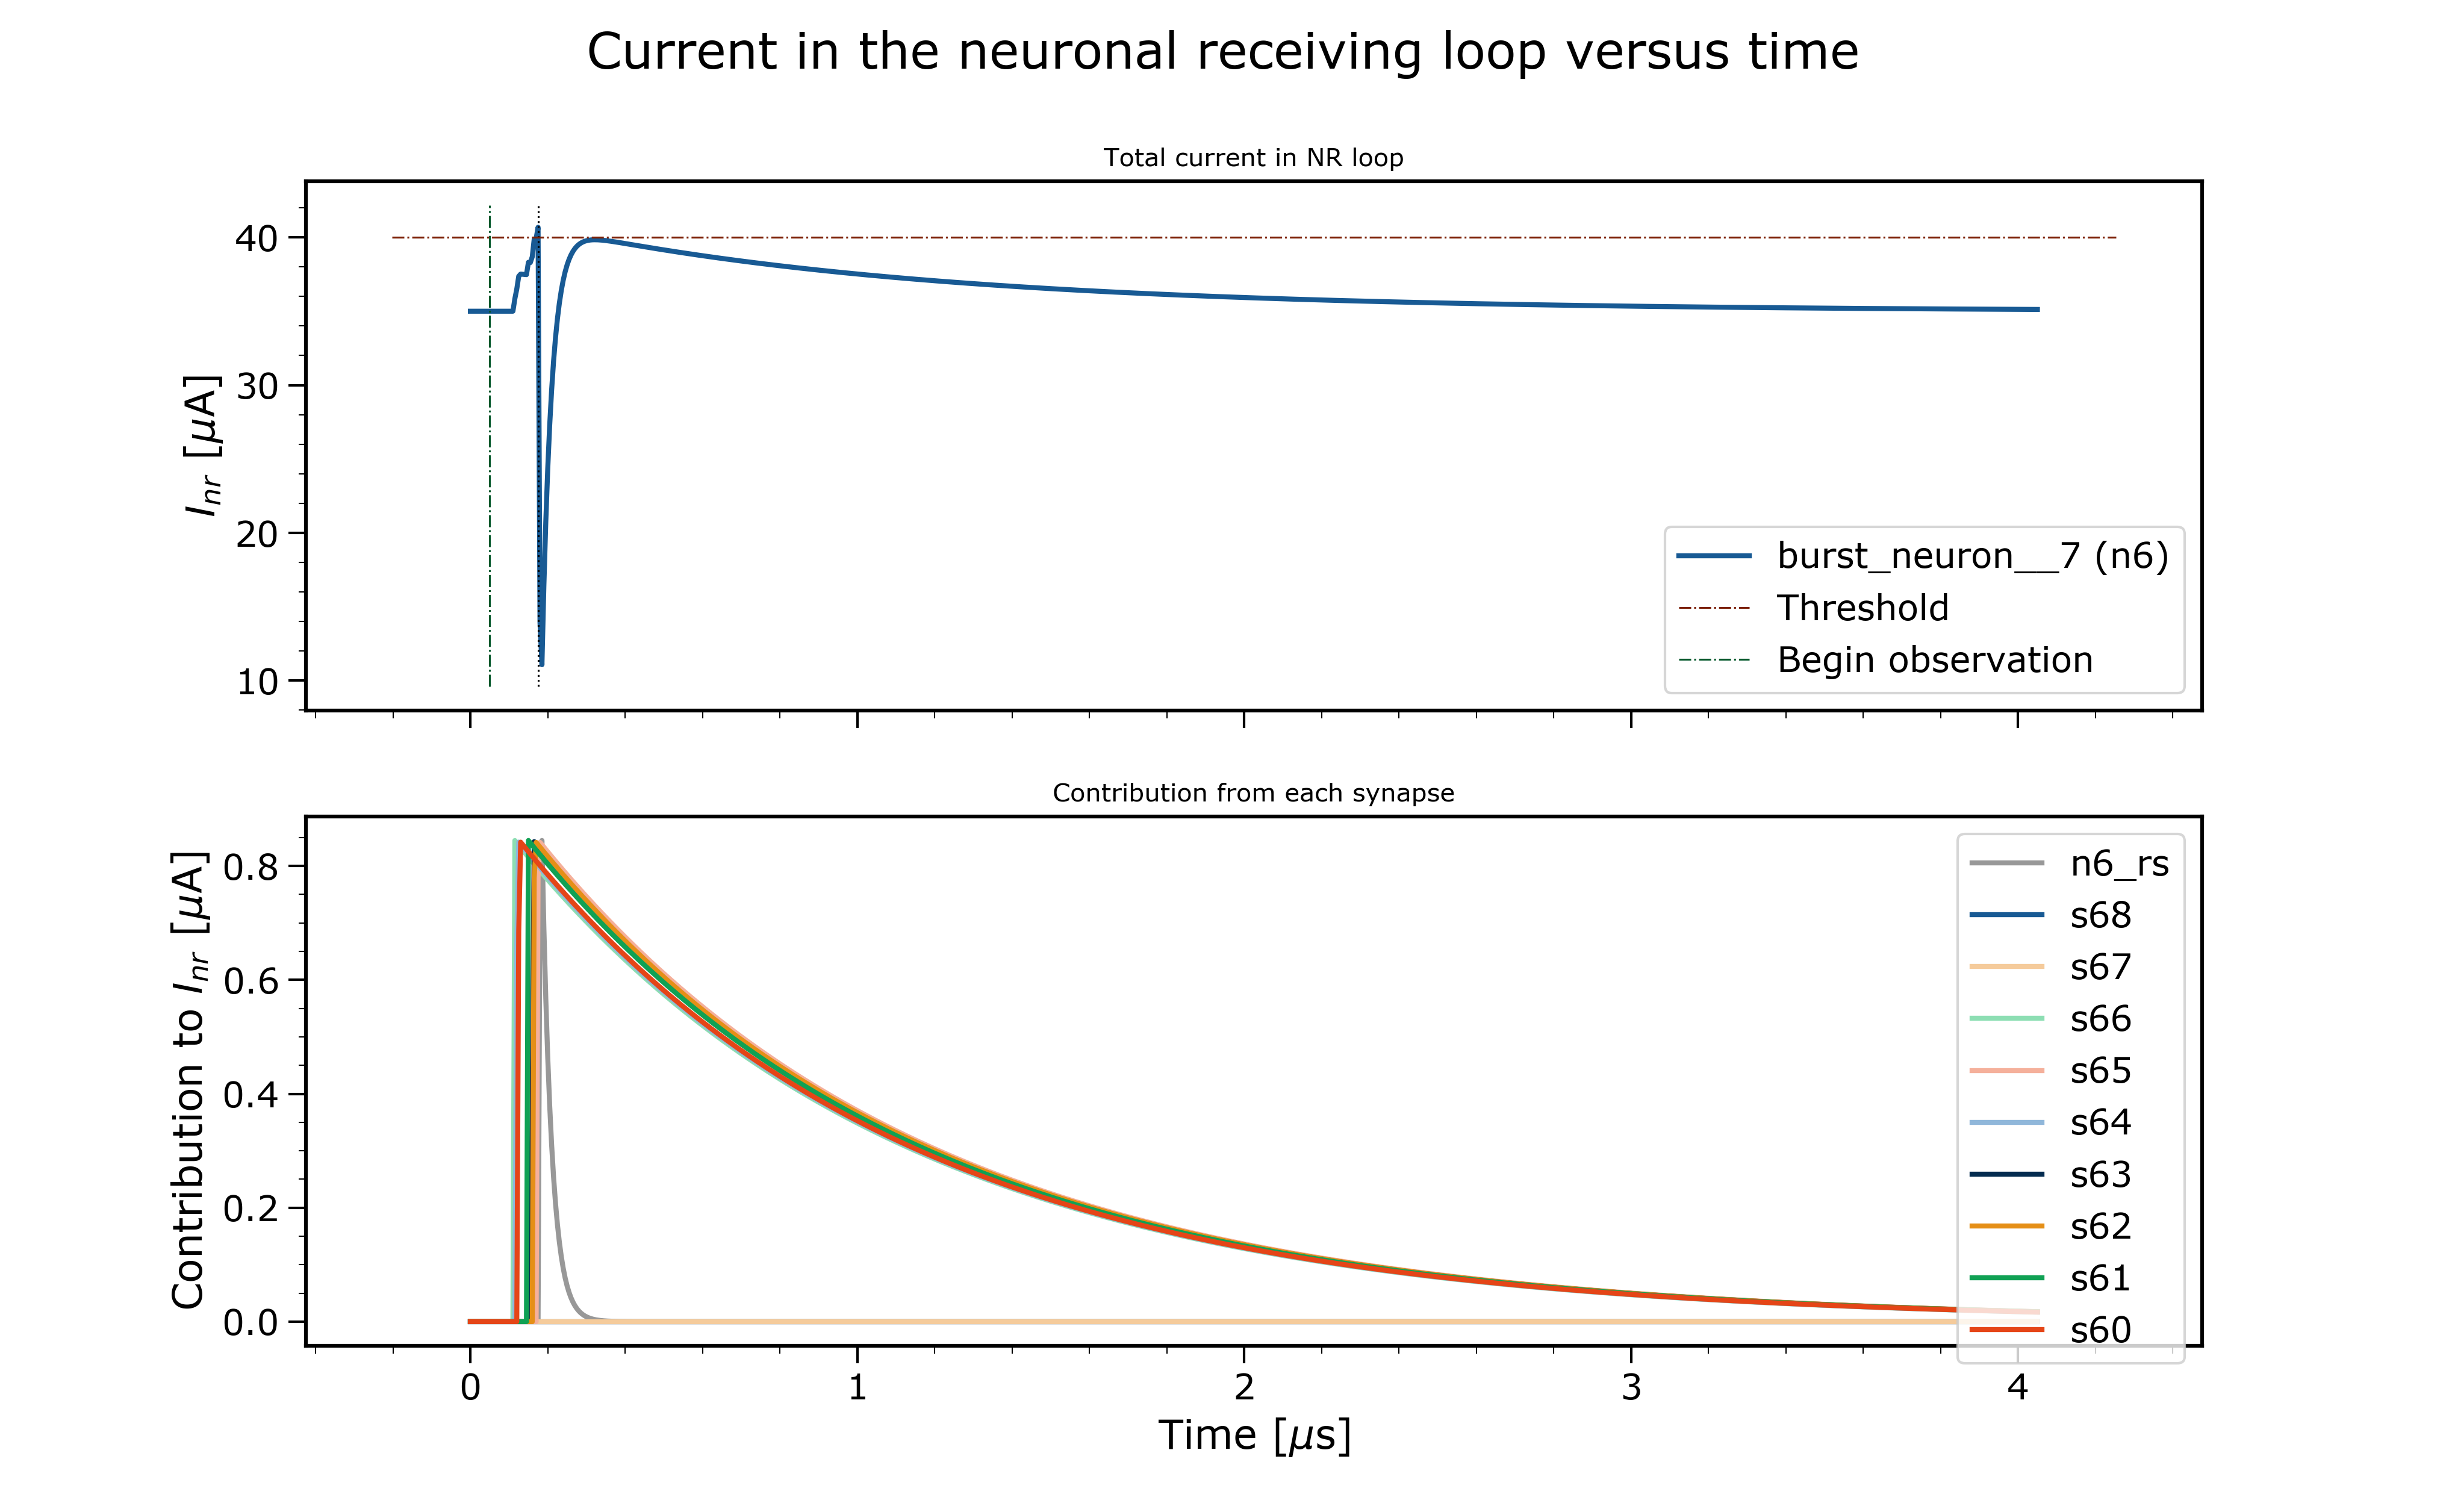 Current in the neuronal receiving loop versus time
Total current in NR loop
40
30
20
10
I_nr [μA]
burst_neuron__7 (n6)
Threshold
Begin observation
Contribution from each synapse
0.8
0.6
0.4
0.2
0.0
Contribution to I_nr [μA]
n6_rs
s68
s67
s66
s65
s64
s63
s62
s61
s60
0 1 2 3 4
Time [μs]